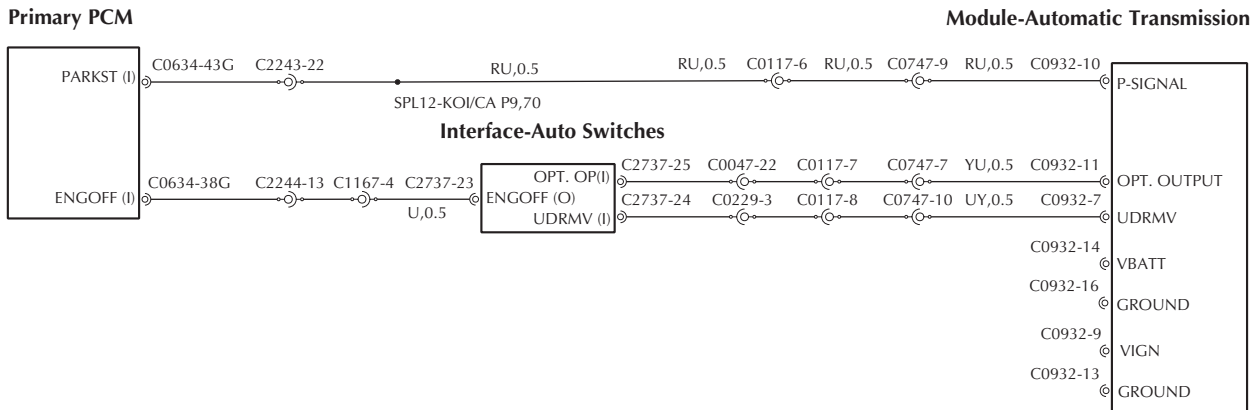 Primary PCM
Module-Automatic Transmission
PARKST (I)
C0634-43G C2243-22 RU,0.5 RU,0.5 C0117-6 RU,0.5 C0747-9 RU,0.5 C0932-10
P-SIGNAL
SPL12-KOI/CA P9,70
Interface-Auto Switches
ENGOFF (I)
C0634-38G C2244-13 C1167-4 C2737-23
U,0.5
OPT. OP(I)
ENGOFF (O)
UDRMV (I)
C2737-25 C0047-22 C0117-7 C0747-7 YU,0.5 C0932-11
OPT. OUTPUT
C2737-24 C0229-3 C0117-8 C0747-10 UY,0.5 C0932-7
UDRMV
C0932-14
VBATT
C0932-16
GROUND
C0932-9
VIGN
C0932-13
GROUND